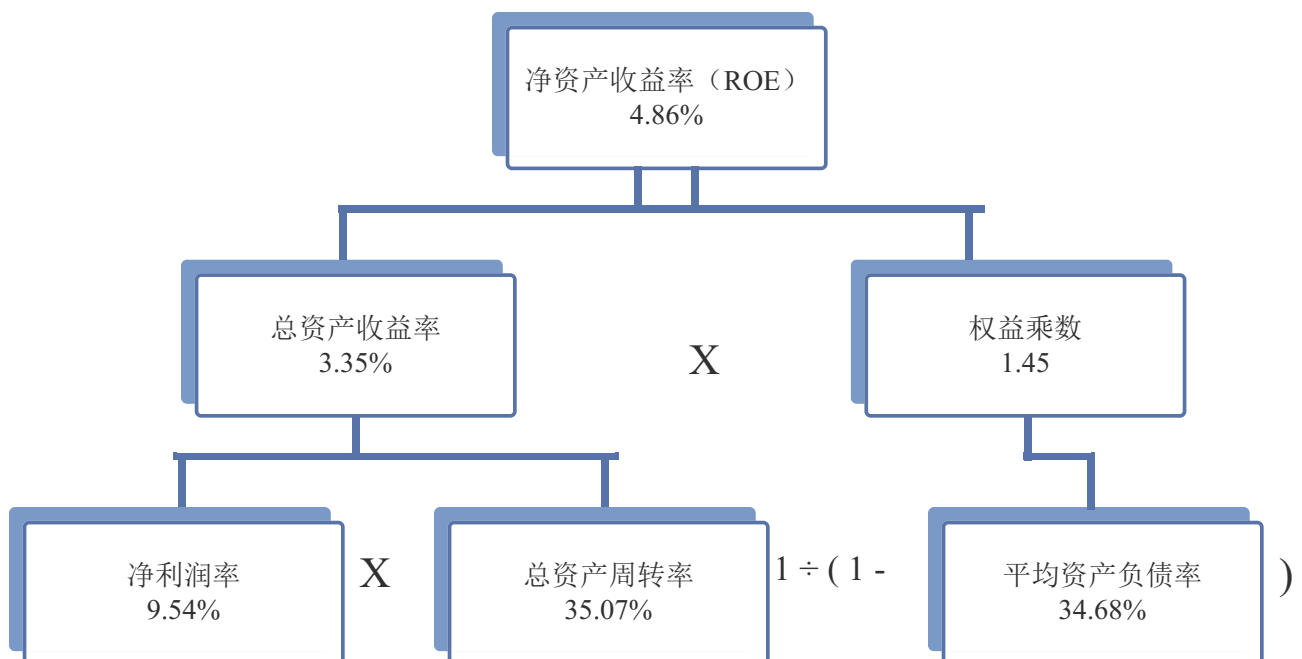 净资产收益率（ROE）
4.86%
总资产收益率
3.35%
X
权益乘数
1.45
净利润率
9.54%
X
总资产周转率
35.07%
1 ÷ ( 1 -
平均资产负债率
34.68%
)